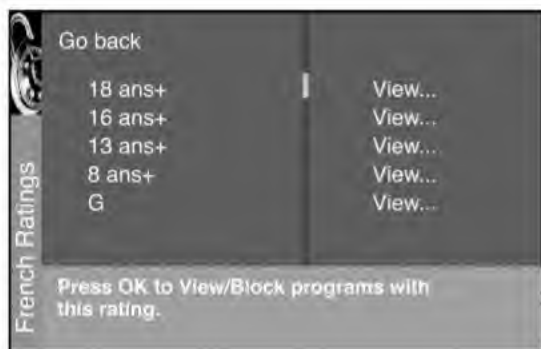 Go back
18 ans+ View...
16 ans+ View...
13 ans+ View...
8 ans+ View...
G View...
Press OK to View/Block programs with
this rating.
French Ratings